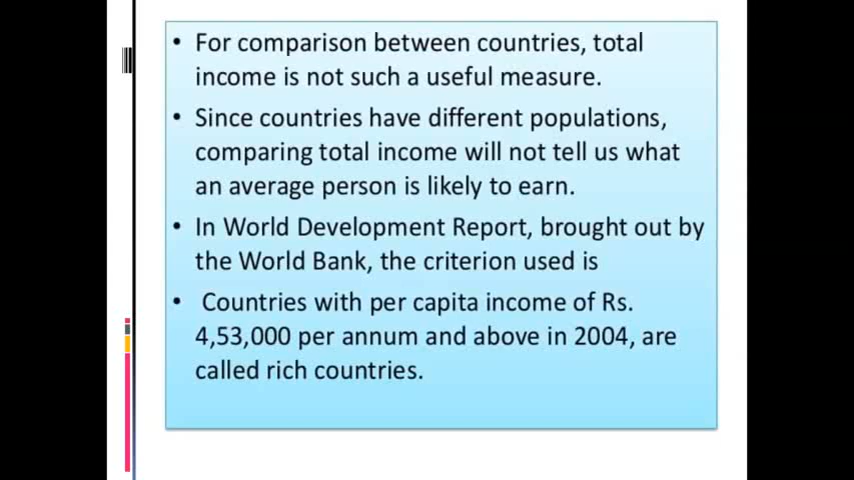 • For comparison between countries, total
income is not such a useful measure.
• Since countries have different populations,
comparing total income will not tell us what
an average person is likely to earn.
• In World Development Report, brought out by
the World Bank, the criterion used is
• Countries with per capita income of Rs.
4,53,000 per annum and above in 2004, are
called rich countries.